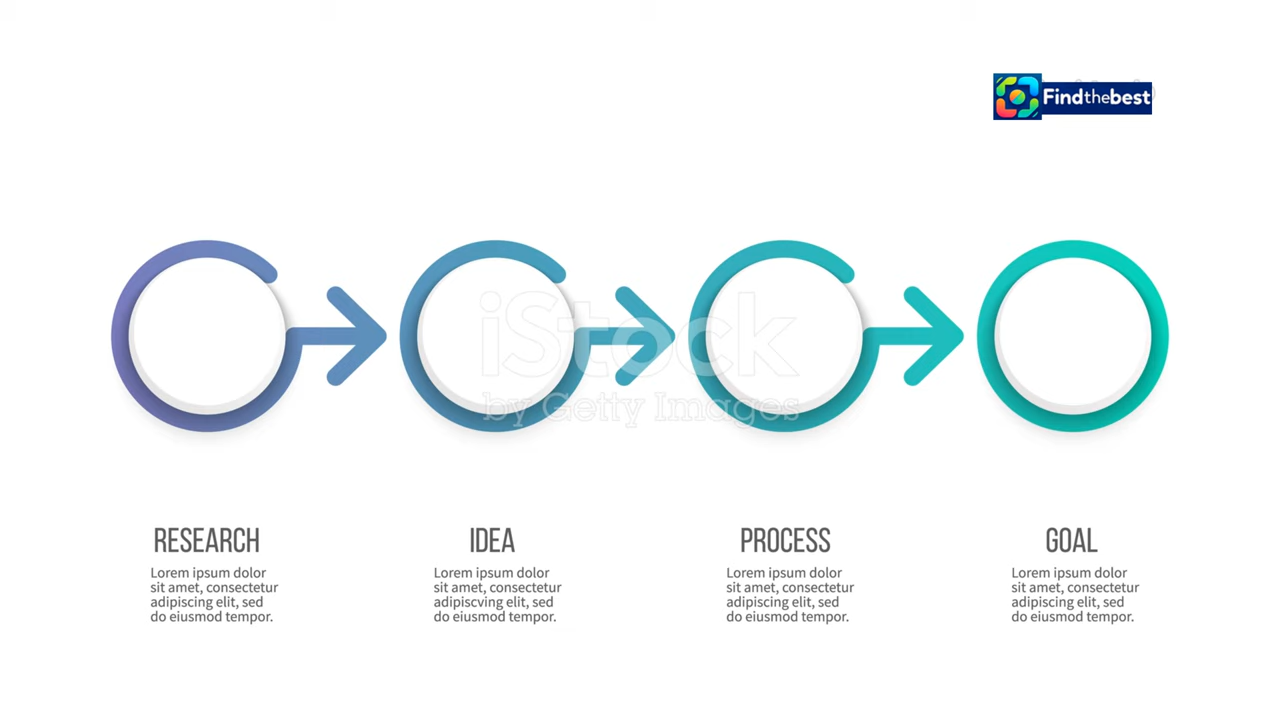 FindtheBest
iStock
by Getty Images
RESEARCH
Lorem ipsum dolor
sit amet, consectetur
adipiscing elit, sed
do eiusmod tempor.
IDEA
Lorem ipsum dolor
sit amet, consectetur
adipiscving elit, sed
do eiusmod tempor.
PROCESS
Lorem ipsum dolor
sit amet, consectetur
adipiscing elit, sed
do eiusmod tempor.
GOAL
Lorem ipsum dolor
sit amet, consectetur
adipiscing elit, sed
do eiusmod tempor.